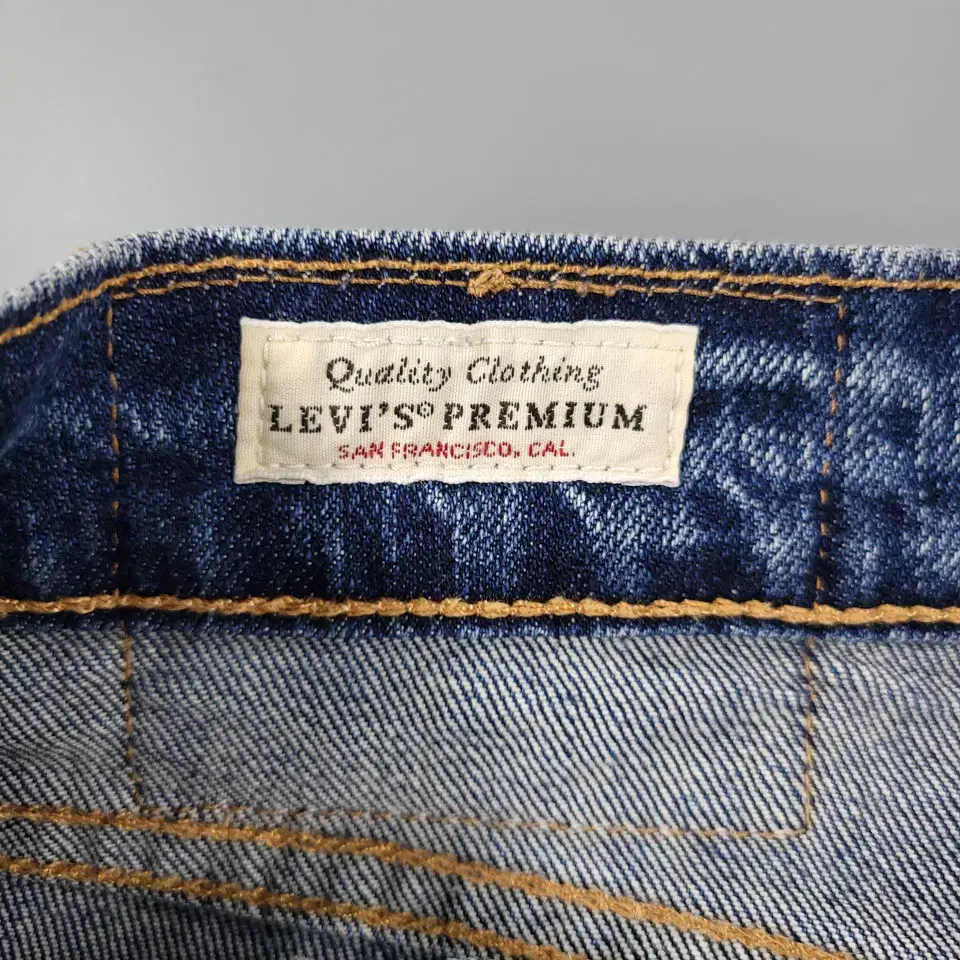 Quality Clothing
LEVI'S® PREMIUM
SAN FRANCISCO, CAL.